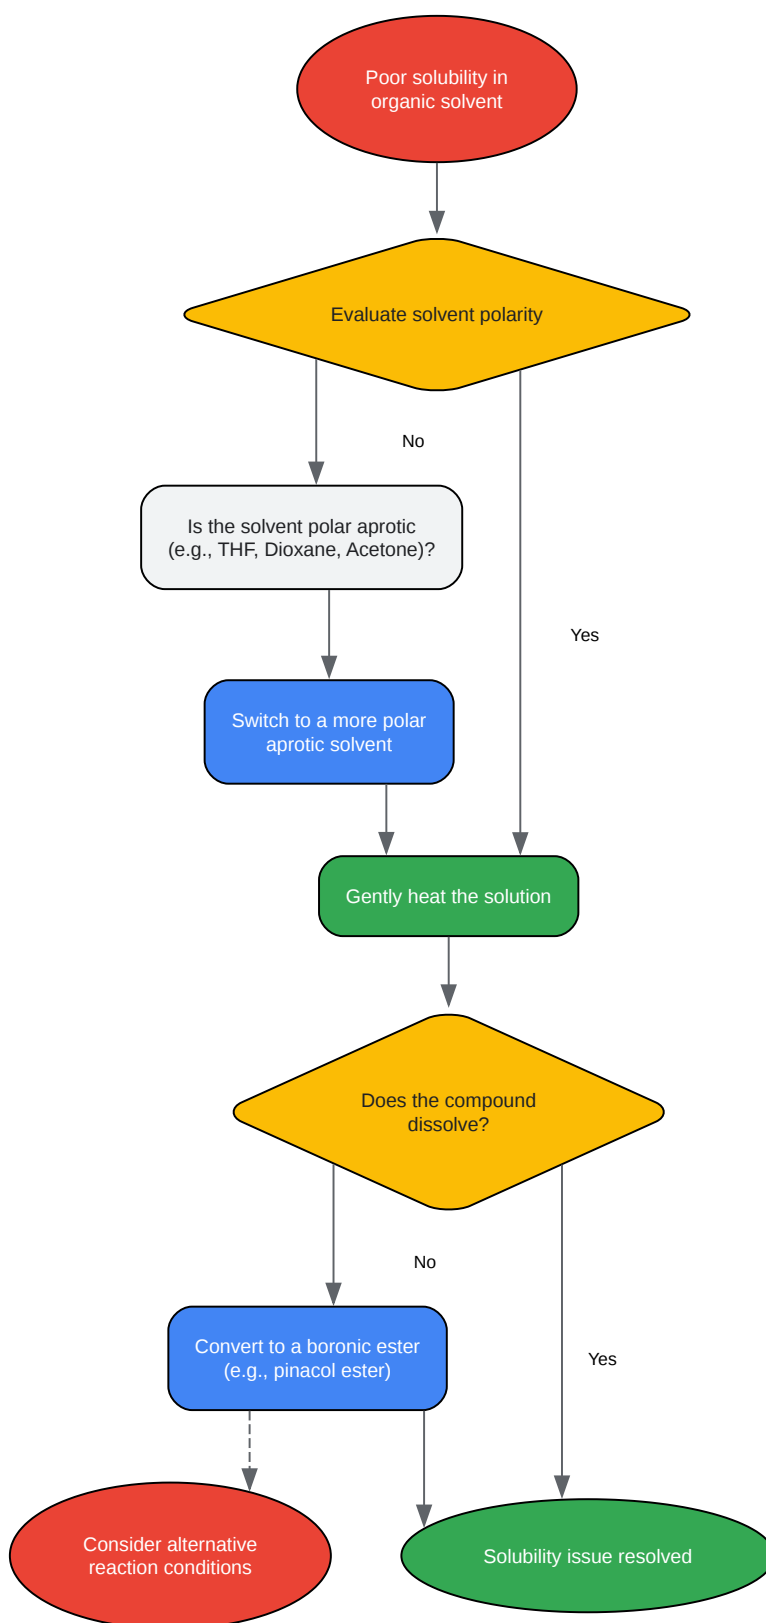 Poor solubility in
organic solvent
Evaluate solvent polarity
No
Is the solvent polar aprotic
(e.g., THF, Dioxane, Acetone)?
Yes
Switch to a more polar
aprotic solvent
Gently heat the solution
Does the compound
dissolve?
No
Convert to a boronic ester
(e.g., pinacol ester)
Yes
Consider alternative
reaction conditions
Solubility issue resolved